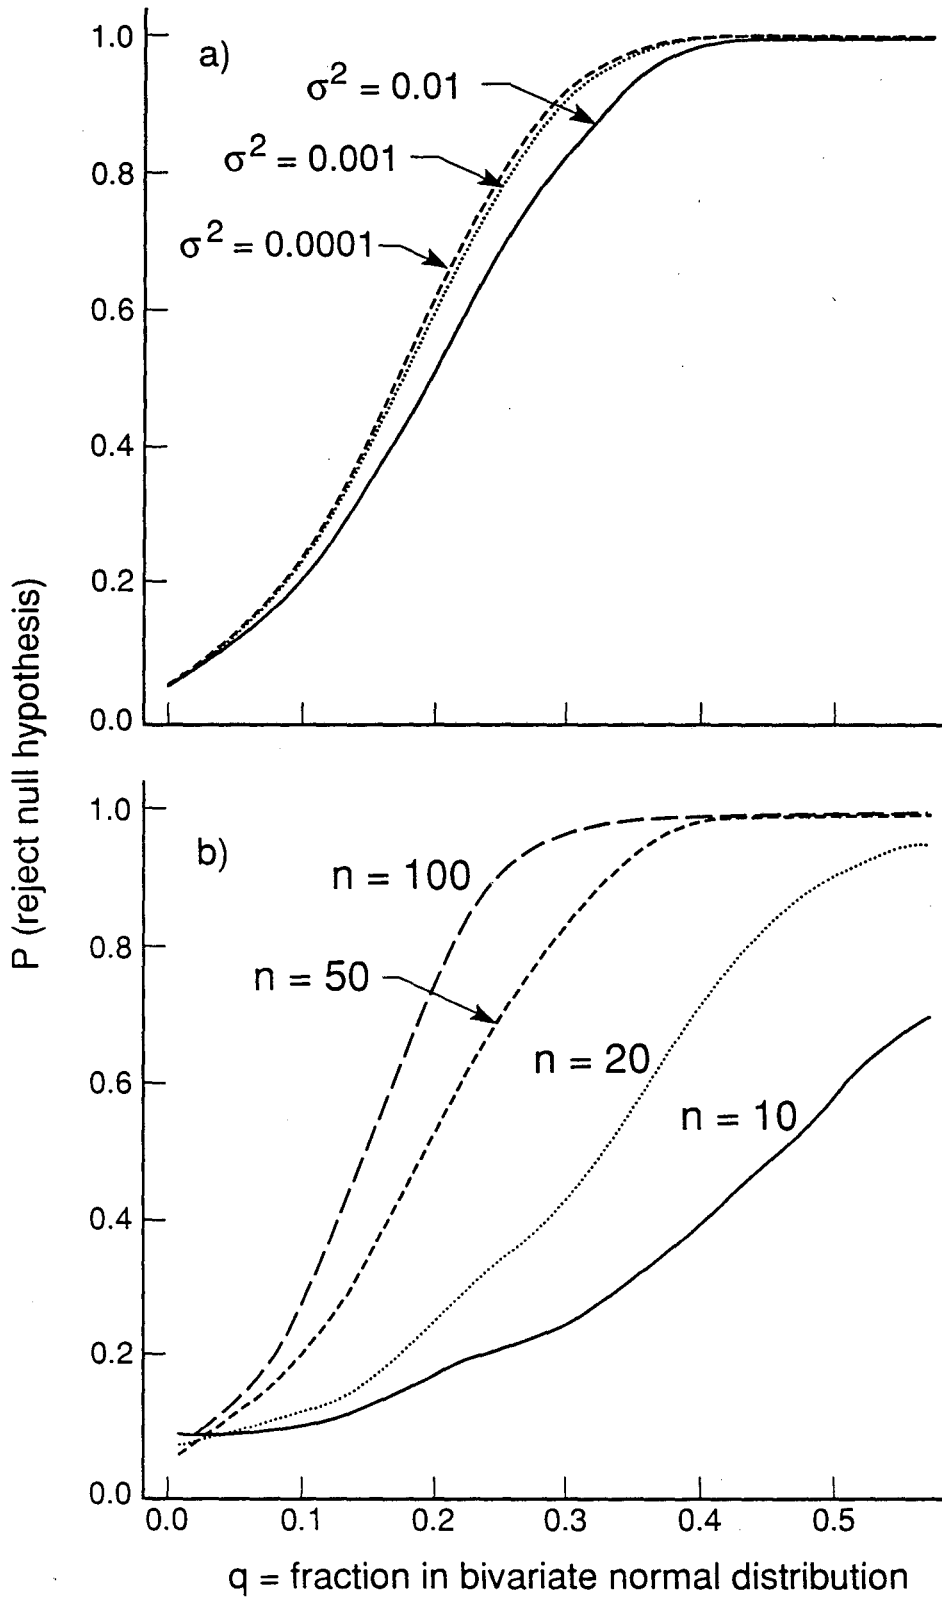 1.0
a)
σ² = 0.01
0.8
σ² = 0.001
σ² = 0.0001
0.6
0.4
0.2
0.0
P (reject null hypothesis)
1.0
b)
n = 100
0.8
n = 50
n = 20
0.6
n = 10
0.4
0.2
0.0
0.0 0.1 0.2 0.3 0.4 0.5
q = fraction in bivariate normal distribution